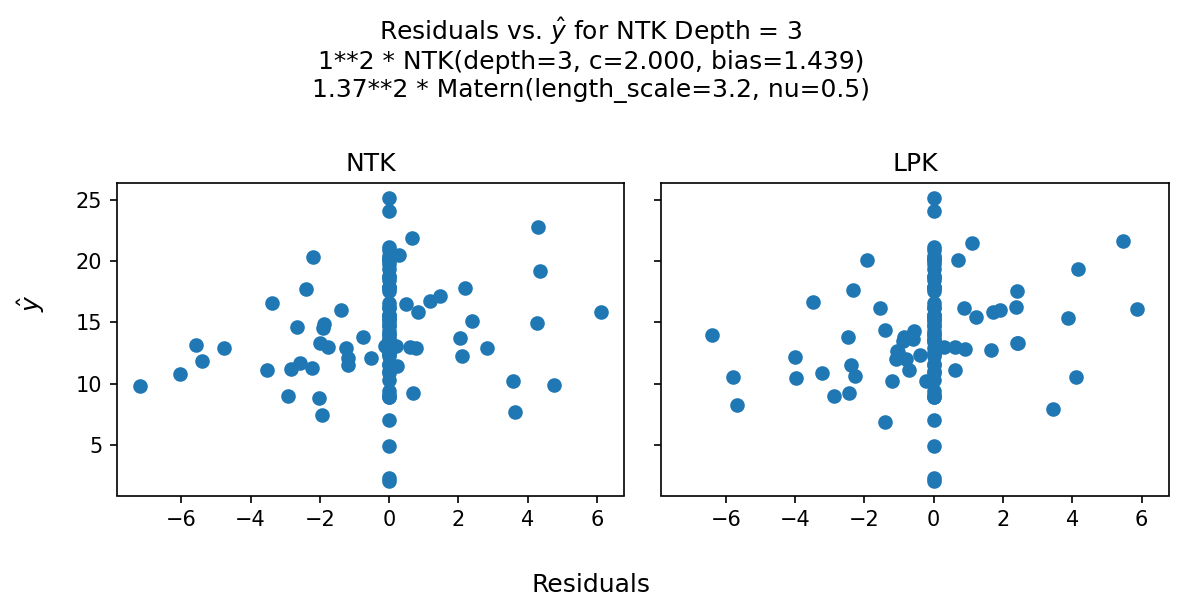 Residuals vs. ŷ for NTK Depth = 3
1**2 * NTK(depth=3, c=2.000, bias=1.439)
1.37**2 * Matern(length_scale=3.2, nu=0.5)
NTK
LPK
25
20
15
10
5
ŷ
−6 −4 −2 0 2 4 6
−6 −4 −2 0 2 4 6
Residuals